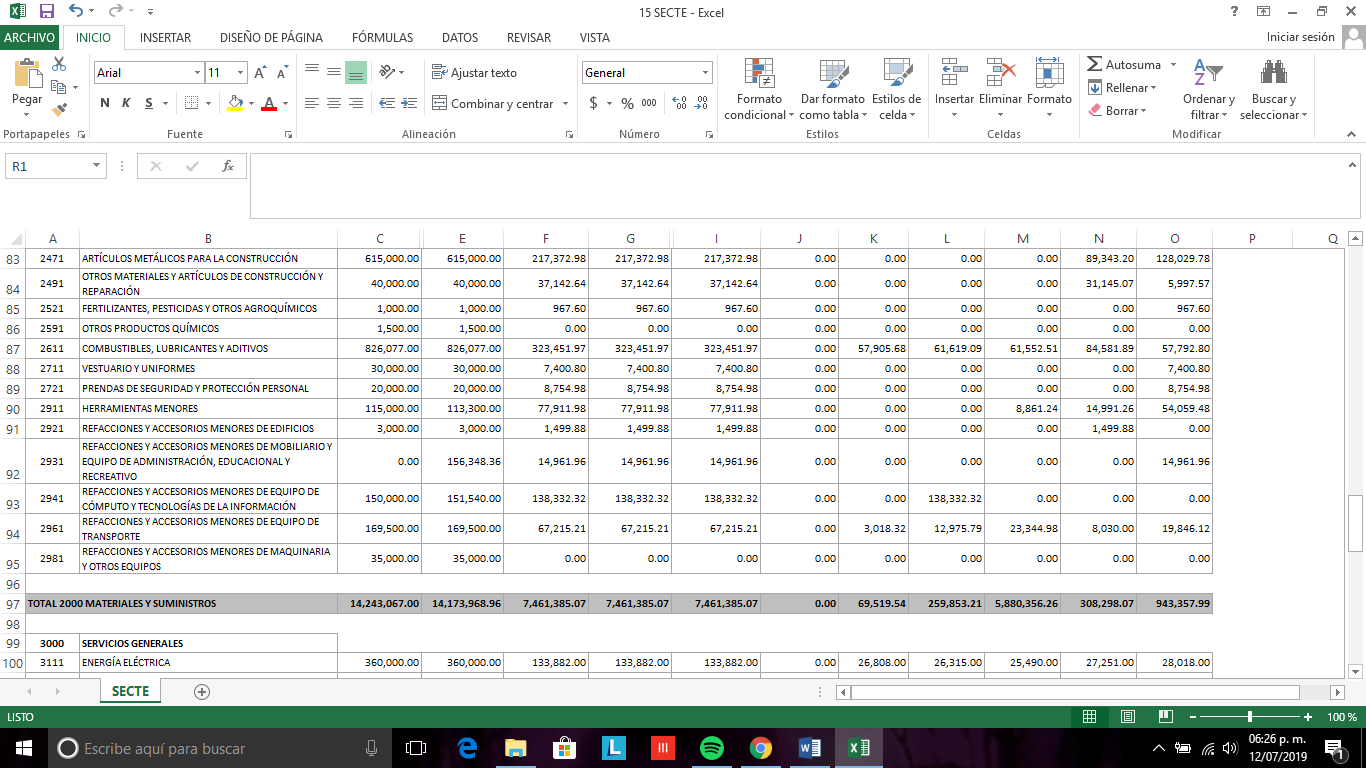 15 SECTE - Excel
?
ARCHIVO INICIO INSERTAR DISEÑO DE PÁGINA FÓRMULAS DATOS REVISAR VISTA Iniciar sesión
Pegar
Arial 11 A A
N K S A
Ajustar texto
Combinar y centrar
General
$ % 000
Formato condicional Dar formato como tabla Estilos de celda
Insertar Eliminar Formato
Autosuma
Rellenar
Borrar
Ordenar y filtrar Buscar y seleccionar
Portapapeles Fuente Alineación Número Estilos Celdas Modificar
R1 fx
A B C E F G I J K L M N O P Q
83 2471 ARTÍCULOS METÁLICOS PARA LA CONSTRUCCIÓN 615,000.00 615,000.00 217,372.98 217,372.98 217,372.98 0.00 0.00 0.00 0.00 89,343.20 128,029.78
84 2491 OTROS MATERIALES Y ARTÍCULOS DE CONSTRUCCIÓN Y
REPARACIÓN 40,000.00 40,000.00 37,142.64 37,142.64 37,142.64 0.00 0.00 0.00 0.00 31,145.07 5,997.57
85 2521 FERTILIZANTES, PESTICIDAS Y OTROS AGROQUÍMICOS 1,000.00 1,000.00 967.60 967.60 967.60 0.00 0.00 0.00 0.00 0.00 967.60
86 2591 OTROS PRODUCTOS QUÍMICOS 1,500.00 1,500.00 0.00 0.00 0.00 0.00 0.00 0.00 0.00 0.00 0.00
87 2611 COMBUSTIBLES, LUBRICANTES Y ADITIVOS 826,077.00 826,077.00 323,451.97 323,451.97 323,451.97 0.00 57,905.68 61,619.09 61,552.51 84,581.89 57,792.80
88 2711 VESTUARIO Y UNIFORMES 30,000.00 30,000.00 7,400.80 7,400.80 7,400.80 0.00 0.00 0.00 0.00 0.00 7,400.80
89 2721 PRENDAS DE SEGURIDAD Y PROTECCIÓN PERSONAL 20,000.00 20,000.00 8,754.98 8,754.98 8,754.98 0.00 0.00 0.00 0.00 0.00 8,754.98
90 2911 HERRAMIENTAS MENORES 115,000.00 113,300.00 77,911.98 77,911.98 77,911.98 0.00 0.00 0.00 8,861.24 14,991.26 54,059.48
91 2921 REFACCIONES Y ACCESORIOS MENORES DE EDIFICIOS 3,000.00 3,000.00 1,499.88 1,499.88 1,499.88 0.00 0.00 0.00 0.00 1,499.88 0.00
92 2931 REFACCIONES Y ACCESORIOS MENORES DE MOBILIARIO Y
EQUIPO DE ADMINISTRACIÓN, EDUCACIONAL Y
RECREATIVO 0.00 156,348.36 14,961.96 14,961.96 14,961.96 0.00 0.00 0.00 0.00 0.00 14,961.96
93 2941 REFACCIONES Y ACCESORIOS MENORES DE EQUIPO DE
CÓMPUTO Y TECNOLOGÍAS DE LA INFORMACIÓN 150,000.00 151,540.00 138,332.32 138,332.32 138,332.32 0.00 0.00 138,332.32 0.00 0.00 0.00
94 2961 REFACCIONES Y ACCESORIOS MENORES DE EQUIPO DE
TRANSPORTE 169,500.00 169,500.00 67,215.21 67,215.21 67,215.21 0.00 3,018.32 12,975.79 23,344.98 8,030.00 19,846.12
95 2981 REFACCIONES Y ACCESORIOS MENORES DE MAQUINARIA
Y OTROS EQUIPOS 35,000.00 35,000.00 0.00 0.00 0.00 0.00 0.00 0.00 0.00 0.00 0.00
96
97 TOTAL 2000 MATERIALES Y SUMINISTROS 14,243,067.00 14,173,968.96 7,461,385.07 7,461,385.07 7,461,385.07 0.00 69,519.54 259,853.21 5,880,356.26 308,298.07 943,357.99
98
99 3000 SERVICIOS GENERALES
100 3111 ENERGÍA ELÉCTRICA 360,000.00 360,000.00 133,882.00 133,882.00 133,882.00 0.00 26,808.00 26,315.00 25,490.00 27,251.00 28,018.00
SECTE
LISTO 100 %
Escribe aquí para buscar
06:26 p. m.
12/07/2019
1